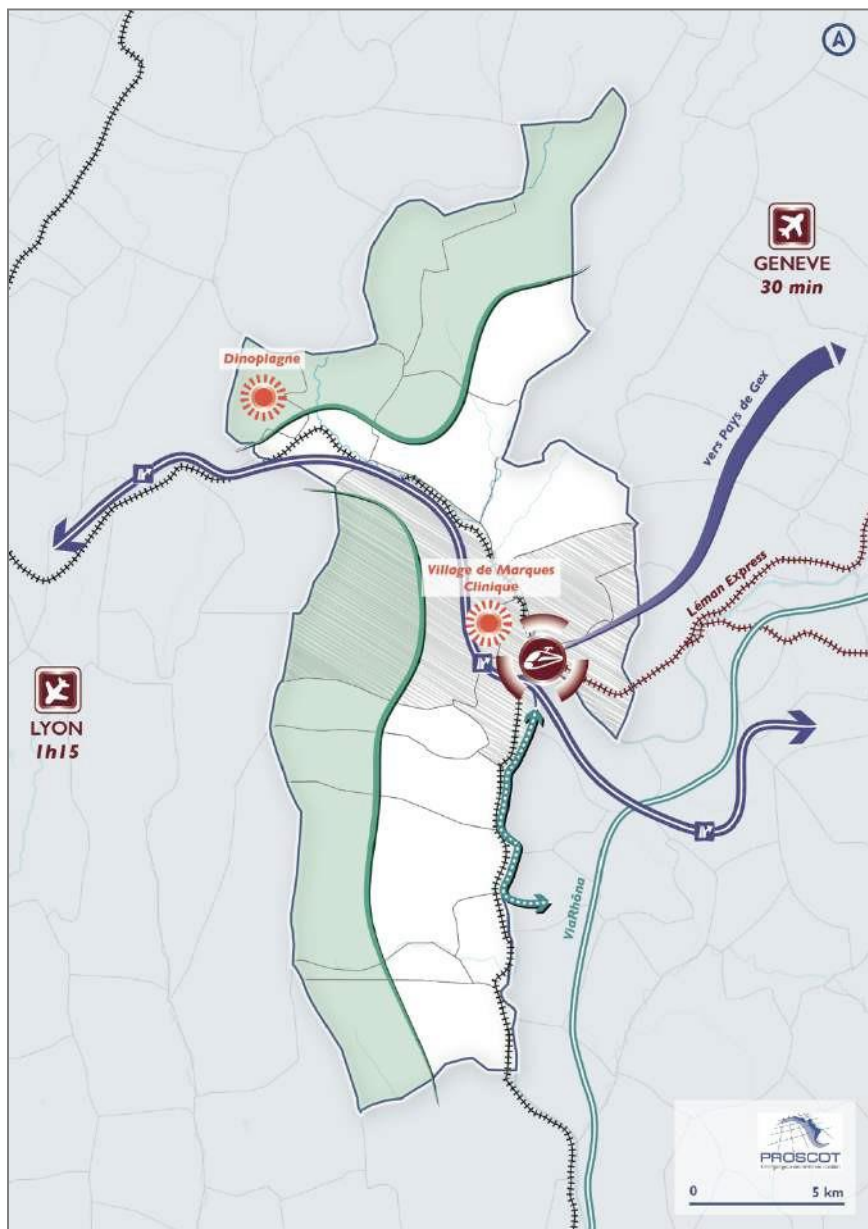 A
GENEVE
30 min
Dinoplagne
vers Pays de Gex
Village de Marques
Clinique
Léman Express
LYON
1h15
ViaRhôna
PROSCOT
0 5 km